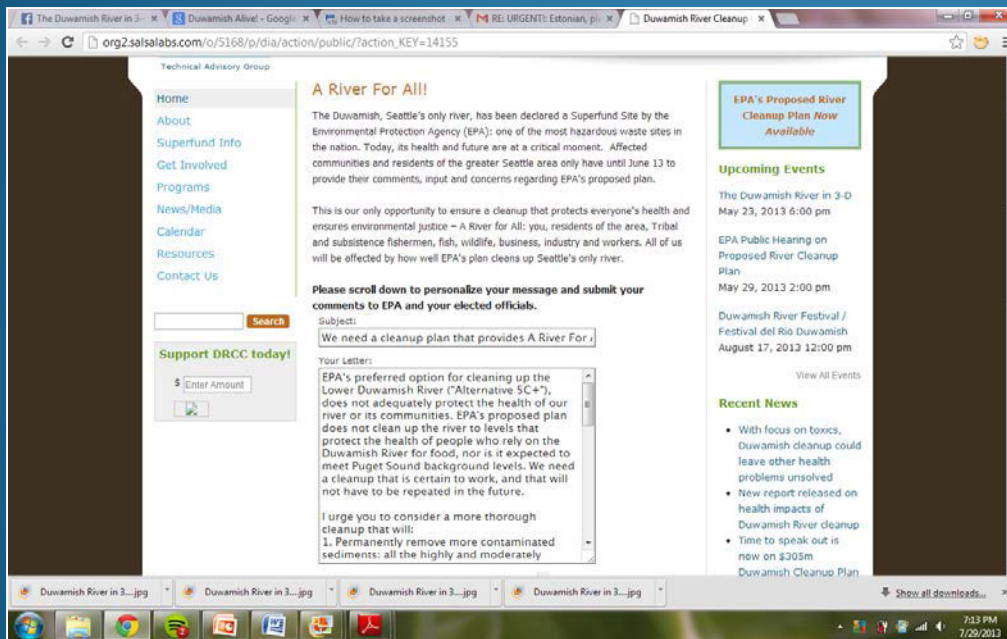 The Duwamish River in 3-
Duwamish Alive! - Google
How to take a screenshot
RE: URGENT!: Estonian, pl
Duwamish River Cleanup
org2.salsalabs.com/o/5168/p/dia/action/public/?action_KEY=14155
Technical Advisory Group
Home
About
Superfund Info
Get Involved
Programs
News/Media
Calendar
Resources
Contact Us
Search
Support DRCC today!
$ Enter Amount
A River For All!
The Duwamish, Seattle's only river, has been declared a Superfund Site by the
Environmental Protection Agency (EPA): one of the most hazardous waste sites in
the nation. Today, its health and future are at a critical moment. Affected
communities and residents of the greater Seattle area only have until June 13 to
provide their comments, input and concerns regarding EPA's proposed plan.
This is our only opportunity to ensure a cleanup that protects everyone's health and
ensures environmental justice – A River for All: you, residents of the area, Tribal
and subsistence fishermen, fish, wildlife, business, industry and workers. All of us
will be affected by how well EPA's plan cleans up Seattle's only river.
Please scroll down to personalize your message and submit your
comments to EPA and your elected officials.
Subject:
We need a cleanup plan that provides A River For
Your Letter:
EPA's preferred option for cleaning up the
Lower Duwamish River ("Alternative 5C+"),
does not adequately protect the health of our
river or its communities. EPA's proposed plan
does not clean up the river to levels that
protect the health of people who rely on the
Duwamish River for food, nor is it expected to
meet Puget Sound background levels. We need
a cleanup that is certain to work, and that will
not have to be repeated in the future.
I urge you to consider a more thorough
cleanup that will:
1. Permanently remove more contaminated
sediments: all the highly and moderately
EPA's Proposed River
Cleanup Plan Now
Available
Upcoming Events
The Duwamish River in 3-D
May 23, 2013 6:00 pm
EPA Public Hearing on
Proposed River Cleanup
Plan
May 29, 2013 2:00 pm
Duwamish River Festival /
Festival del Rio Duwamish
August 17, 2013 12:00 pm
View All Events
Recent News
With focus on toxics,
Duwamish cleanup could
leave other health
problems unsolved
New report released on
health impacts of
Duwamish River cleanup
Time to speak out is
now on $305m
Duwamish Cleanup Plan
Duwamish River in 3....jpg
Duwamish River in 3....jpg
Duwamish River in 3....jpg
Duwamish River in 3....jpg
Show all downloads...
7:13 PM
7/29/2013